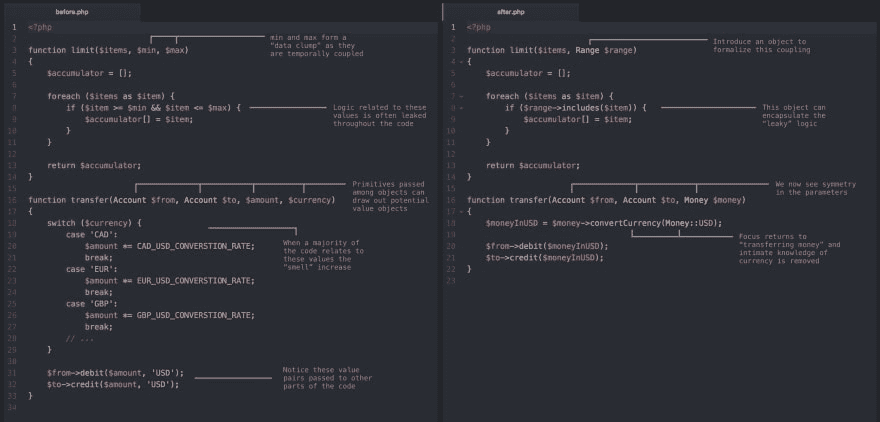 before.php
1 <?php
2
3 function limit($items, $min, $max)
4 {
5 $accumulator = [];
6
7 foreach ($items as $item) {
8 if ($item >= $min && $item <= $max) {
9 $accumulator[] = $item;
10 }
11 }
12
13 return $accumulator;
14 }
15
16 function transfer(Account $from, Account $to, $amount, $currency)
17 {
18 switch ($currency) {
19 case 'CAD':
20 $amount *= CAD_USD_CONVERSTION_RATE;
21 break;
22 case 'EUR':
23 $amount *= EUR_USD_CONVERSTION_RATE;
24 break;
25 case 'GBP':
26 $amount *= GBP_USD_CONVERSTION_RATE;
27 break;
28 // ...
29 }
30
31 $from->debit($amount, 'USD');
32 $to->credit($amount, 'USD');
33 }
34
min and max form a
"data clump" as they
are temporally coupled
Logic related to these
values is often leaked
throughout the code
Primitives passed
among objects can
draw out potential
value objects
When a majority of
the code relates to
these values the
"smell" increase
Notice these value
pairs passed to other
parts of the code
after.php
1 <?php
2
3 function limit($items, Range $range)
4 {
5 $accumulator = [];
6
7 foreach ($items as $item) {
8 if ($range->includes($item)) {
9 $accumulator[] = $item;
10 }
11 }
12
13 return $accumulator;
14 }
15
16 function transfer(Account $from, Account $to, Money $money)
17 {
18 $moneyInUSD = $money->convertCurrency(Money::USD);
19
20 $from->debit($moneyInUSD);
21 $to->credit($moneyInUSD);
22 }
23
Introduce an object to
formalize this coupling
This object can
encapsulate the
"leaky" logic
We now see symmetry
in the parameters
Focus returns to
"transferring money" and
intimate knowledge of
currency is removed